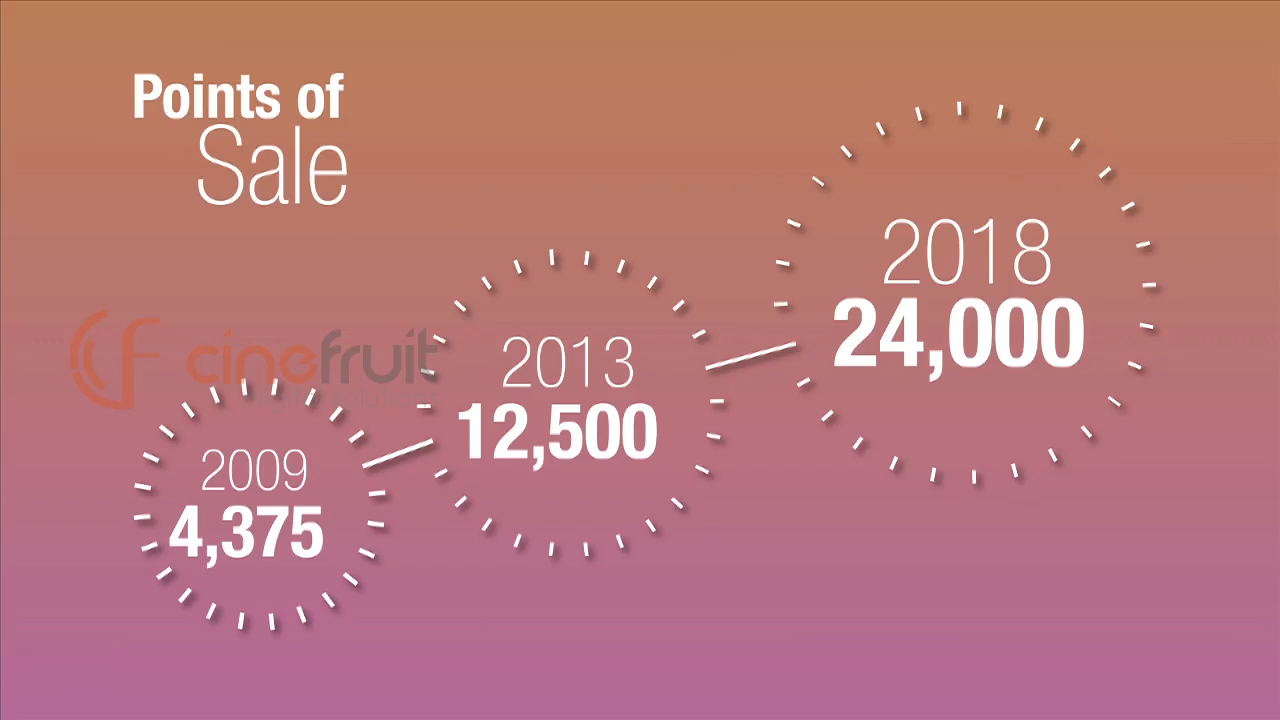 Points of
Sale
2018
24,000
cinefruit
2013
12,500
2009
4,375